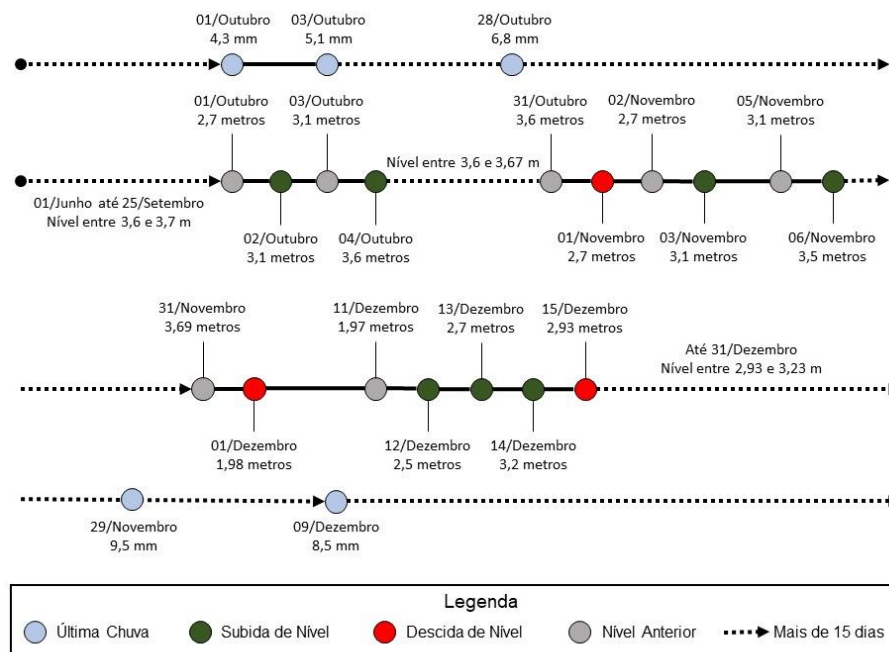 01/Outubro
4,3 mm
03/Outubro
5,1 mm
28/Outubro
6,8 mm
01/Outubro
2,7 metros
03/Outubro
3,1 metros
31/Outubro
3,6 metros
02/Novembro
2,7 metros
05/Novembro
3,1 metros
Nível entre 3,6 e 3,67 m
01/Junho até 25/Setembro
Nível entre 3,6 e 3,7 m
02/Outubro
3,1 metros
04/Outubro
3,6 metros
01/Novembro
2,7 metros
03/Novembro
3,1 metros
06/Novembro
3,5 metros
31/Novembro
3,69 metros
11/Dezembro
1,97 metros
13/Dezembro
2,7 metros
15/Dezembro
2,93 metros
Até 31/Dezembro
Nível entre 2,93 e 3,23 m
01/Dezembro
1,98 metros
12/Dezembro
2,5 metros
14/Dezembro
3,2 metros
29/Novembro
9,5 mm
09/Dezembro
8,5 mm
Legenda
Última Chuva
Subida de Nível
Descida de Nível
Nível Anterior
Mais de 15 dias